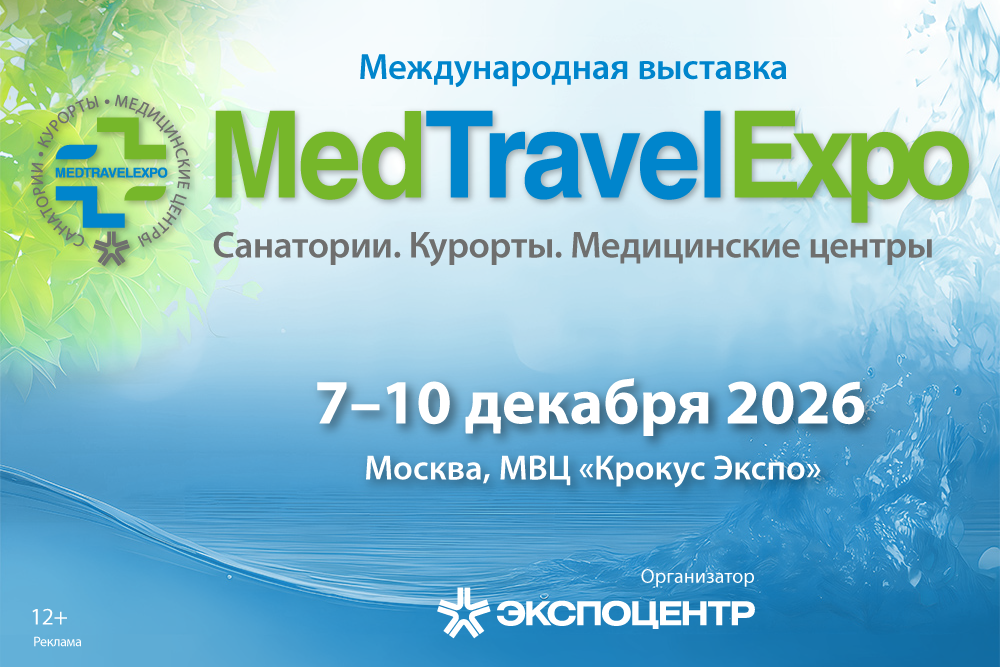 Международная выставка
САНАТОРИИ • КУРОРТЫ • МЕДИЦИНСКИЕ ЦЕНТРЫ
MEDTRAVELEXPO
MedTravelExpo
Санатории. Курорты. Медицинские центры
7–10 декабря 2026
Москва, МВЦ «Крокус Экспо»
Организатор
ЭКСПОЦЕНТР
12+
Реклама